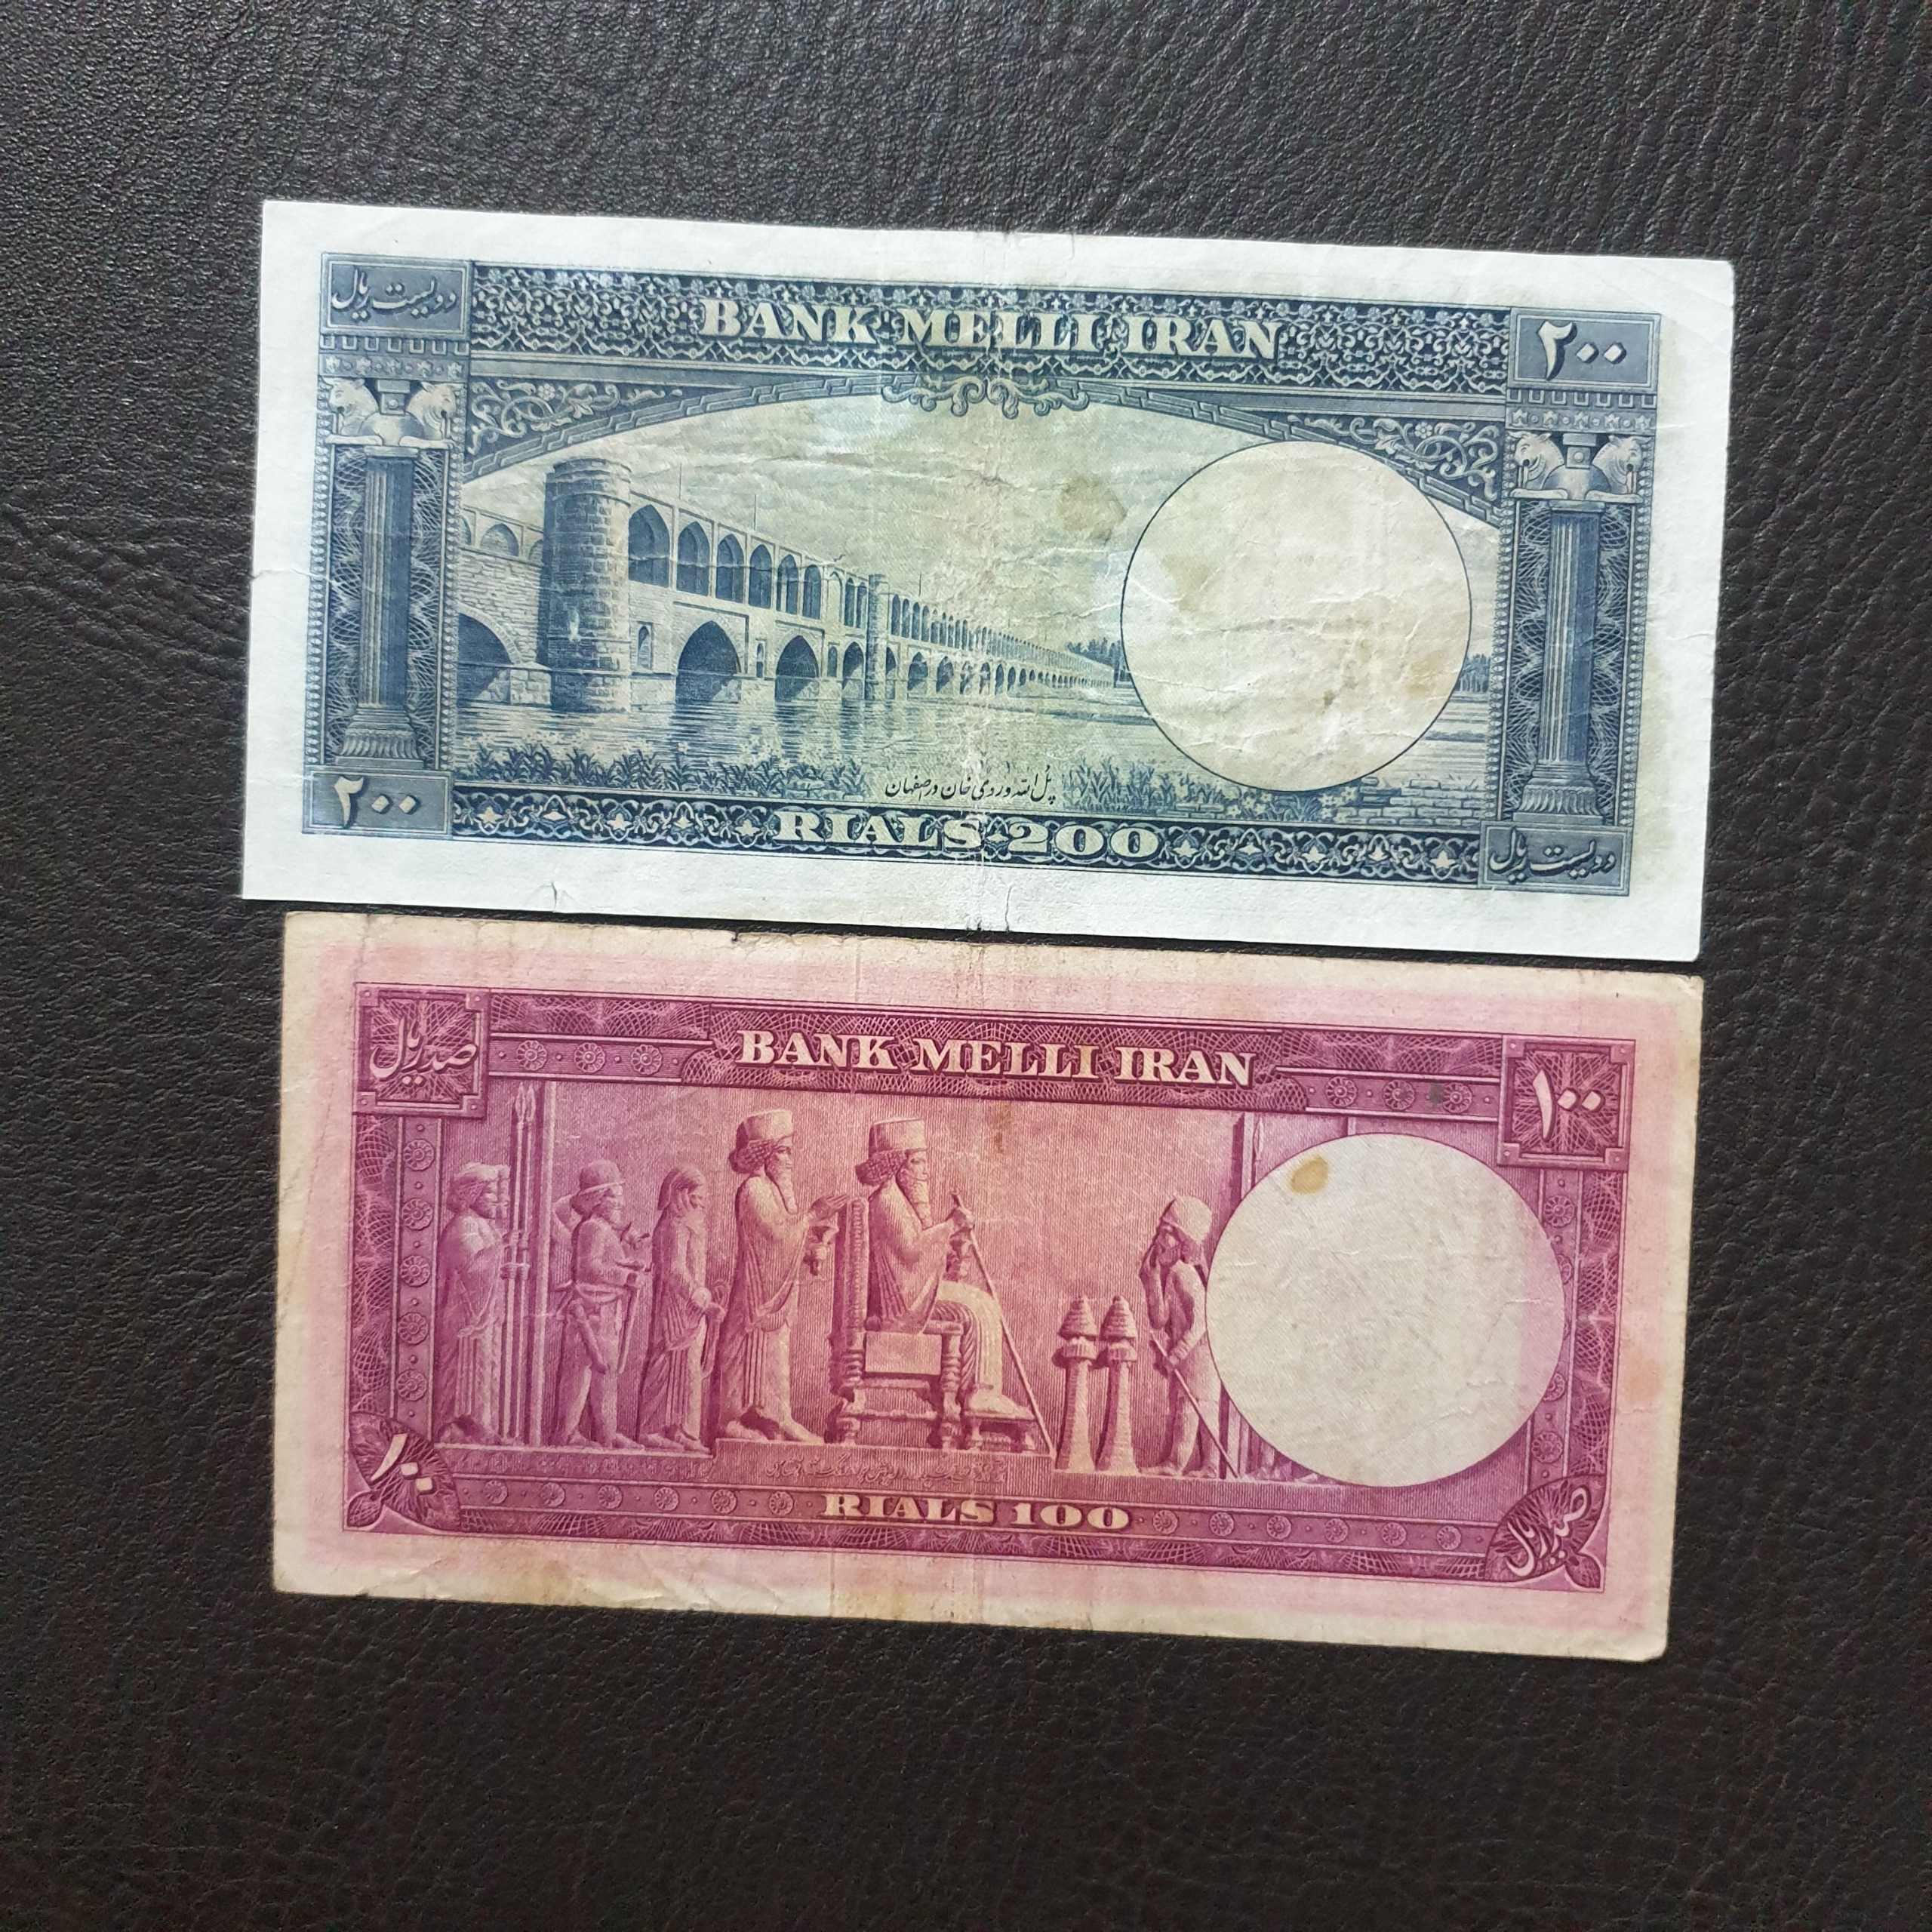 دویست ریال
BANK MELLI IRAN
۲۰۰
پل الله وردی خان در اصفهان
۲۰۰
RIALS 200
دویست ریال
صد ریال
BANK MELLI IRAN
۱۰۰
۱۰۰
RIALS 100
صد ریال